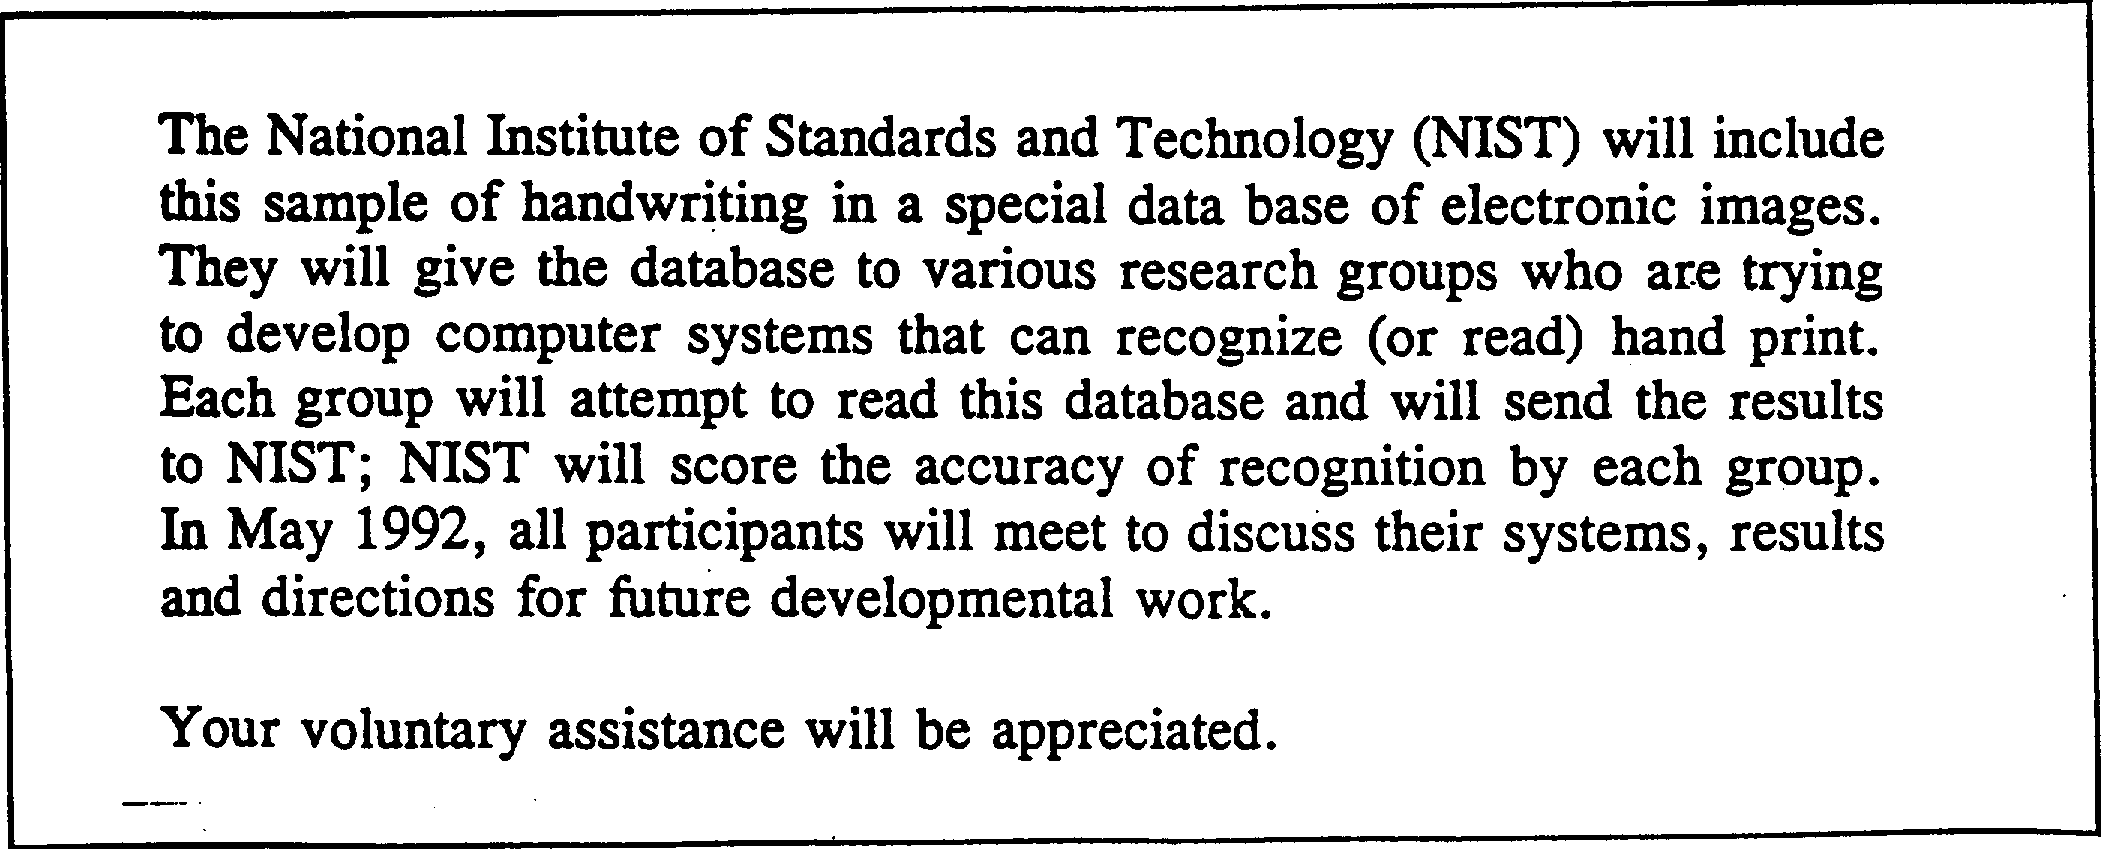 The National Institute of Standards and Technology (NIST) will include
this sample of handwriting in a special data base of electronic images.
They will give the database to various research groups who are trying
to develop computer systems that can recognize (or read) hand print.
Each group will attempt to read this database and will send the results
to NIST; NIST will score the accuracy of recognition by each group.
In May 1992, all participants will meet to discuss their systems, results
and directions for future developmental work.
Your voluntary assistance will be appreciated.